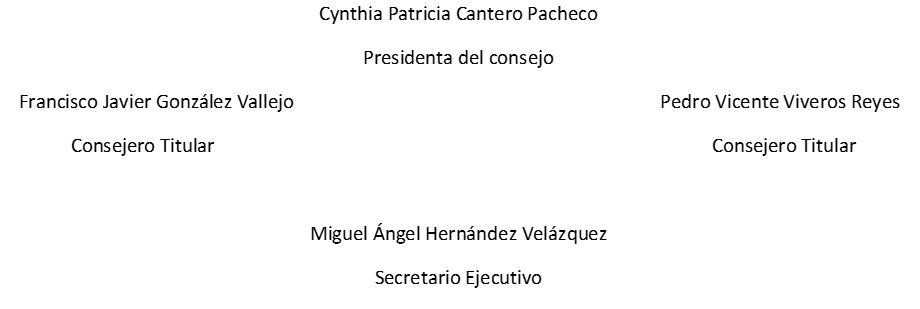 Cynthia Patricia Cantero Pacheco
Presidenta del consejo
Francisco Javier González Vallejo
Pedro Vicente Viveros Reyes
Consejero Titular
Consejero Titular
Miguel Ángel Hernández Velázquez
Secretario Ejecutivo